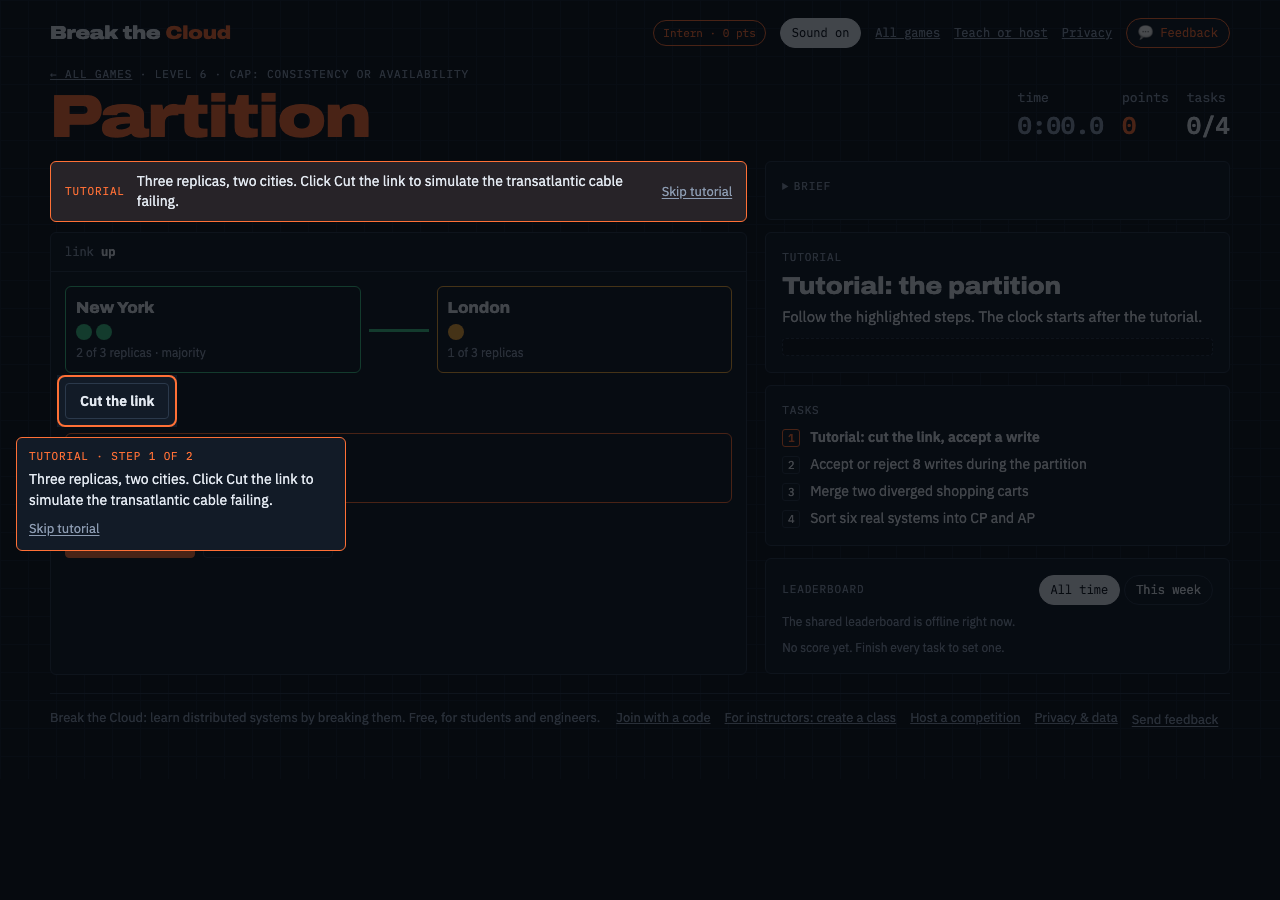 Break the Cloud
Intern · 0 pts
Sound on
All games
Teach or host
Privacy
💬 Feedback
← ALL GAMES · LEVEL 6 · CAP: CONSISTENCY OR AVAILABILITY
Partition
time
0:00.0
points
0
tasks
0/4
TUTORIAL
Three replicas, two cities. Click Cut the link to simulate the transatlantic cable
failing.
Skip tutorial
▶ BRIEF
link up
New York
2 of 3 replicas · majority
London
1 of 3 replicas
Cut the link
TUTORIAL · STEP 1 OF 2
Three replicas, two cities. Click Cut the link to
simulate the transatlantic cable failing.
Skip tutorial
TUTORIAL
Tutorial: the partition
Follow the highlighted steps. The clock starts after the tutorial.
TASKS
1 Tutorial: cut the link, accept a write
2 Accept or reject 8 writes during the partition
3 Merge two diverged shopping carts
4 Sort six real systems into CP and AP
LEADERBOARD
All time
This week
The shared leaderboard is offline right now.
No score yet. Finish every task to set one.
Break the Cloud: learn distributed systems by breaking them. Free, for students and engineers.
Join with a code
For instructors: create a class
Host a competition
Privacy & data
Send feedback